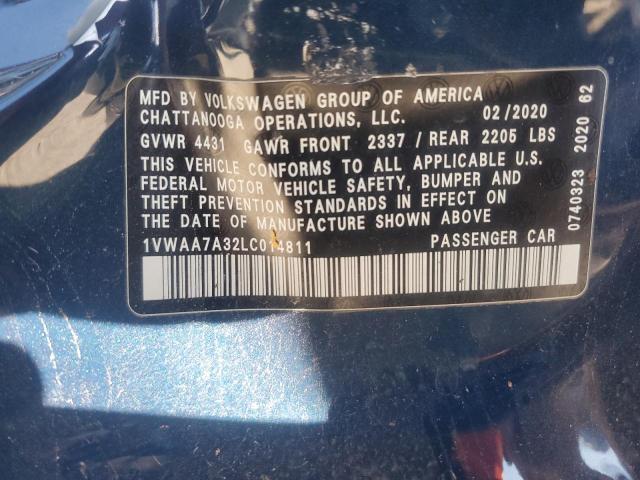 MFD BY VOLKSWAGEN GROUP OF AMERICA
CHATTANOOGA OPERATIONS, LLC. 02/2020
GVWR 4431 GAWR FRONT 2337 / REAR 2205 LBS
THIS VEHICLE CONFORMS TO ALL APPLICABLE U.S.
FEDERAL MOTOR VEHICLE SAFETY, BUMPER AND
THEFT PREVENTION STANDARDS IN EFFECT ON
THE DATE OF MANUFACTURE SHOWN ABOVE
1VWAA7A32LC014811 PASSENGER CAR
0740323 2020 62